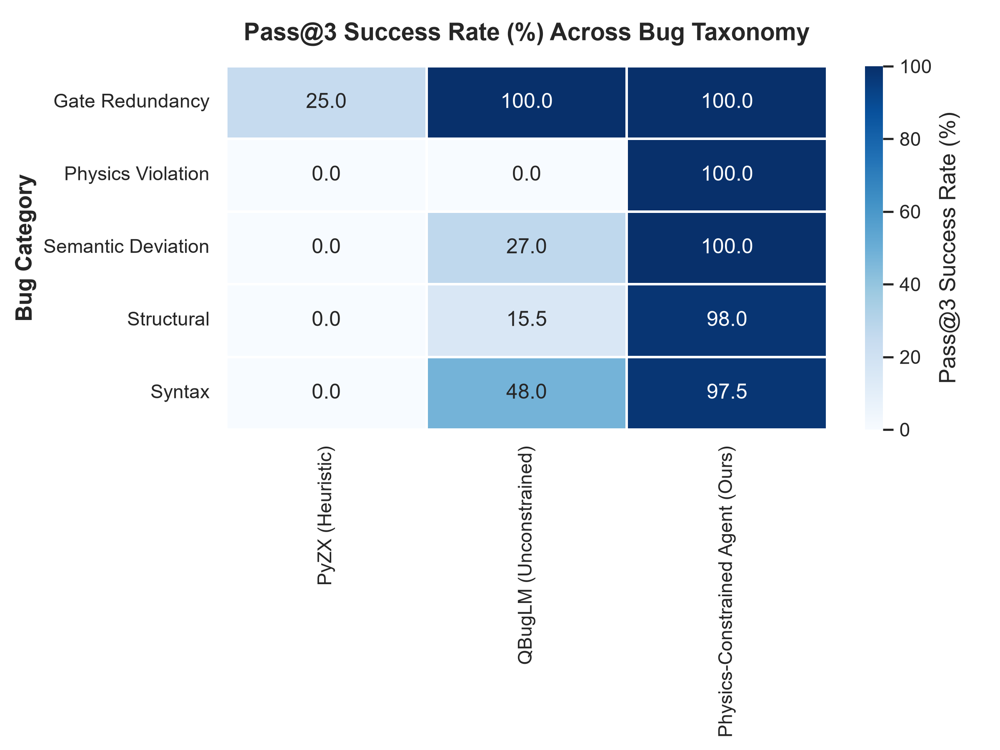 Pass@3 Success Rate (%) Across Bug Taxonomy
Bug Category
Gate Redundancy 25.0 100.0 100.0
Physics Violation 0.0 0.0 100.0
Semantic Deviation 0.0 27.0 100.0
Structural 0.0 15.5 98.0
Syntax 0.0 48.0 97.5
PyZX (Heuristic)
QBugLM (Unconstrained)
Physics-Constrained Agent (Ours)
100
80
60
40
20
0
Pass@3 Success Rate (%)